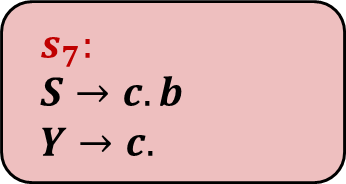 s₇:
S → c. b
Y → c.